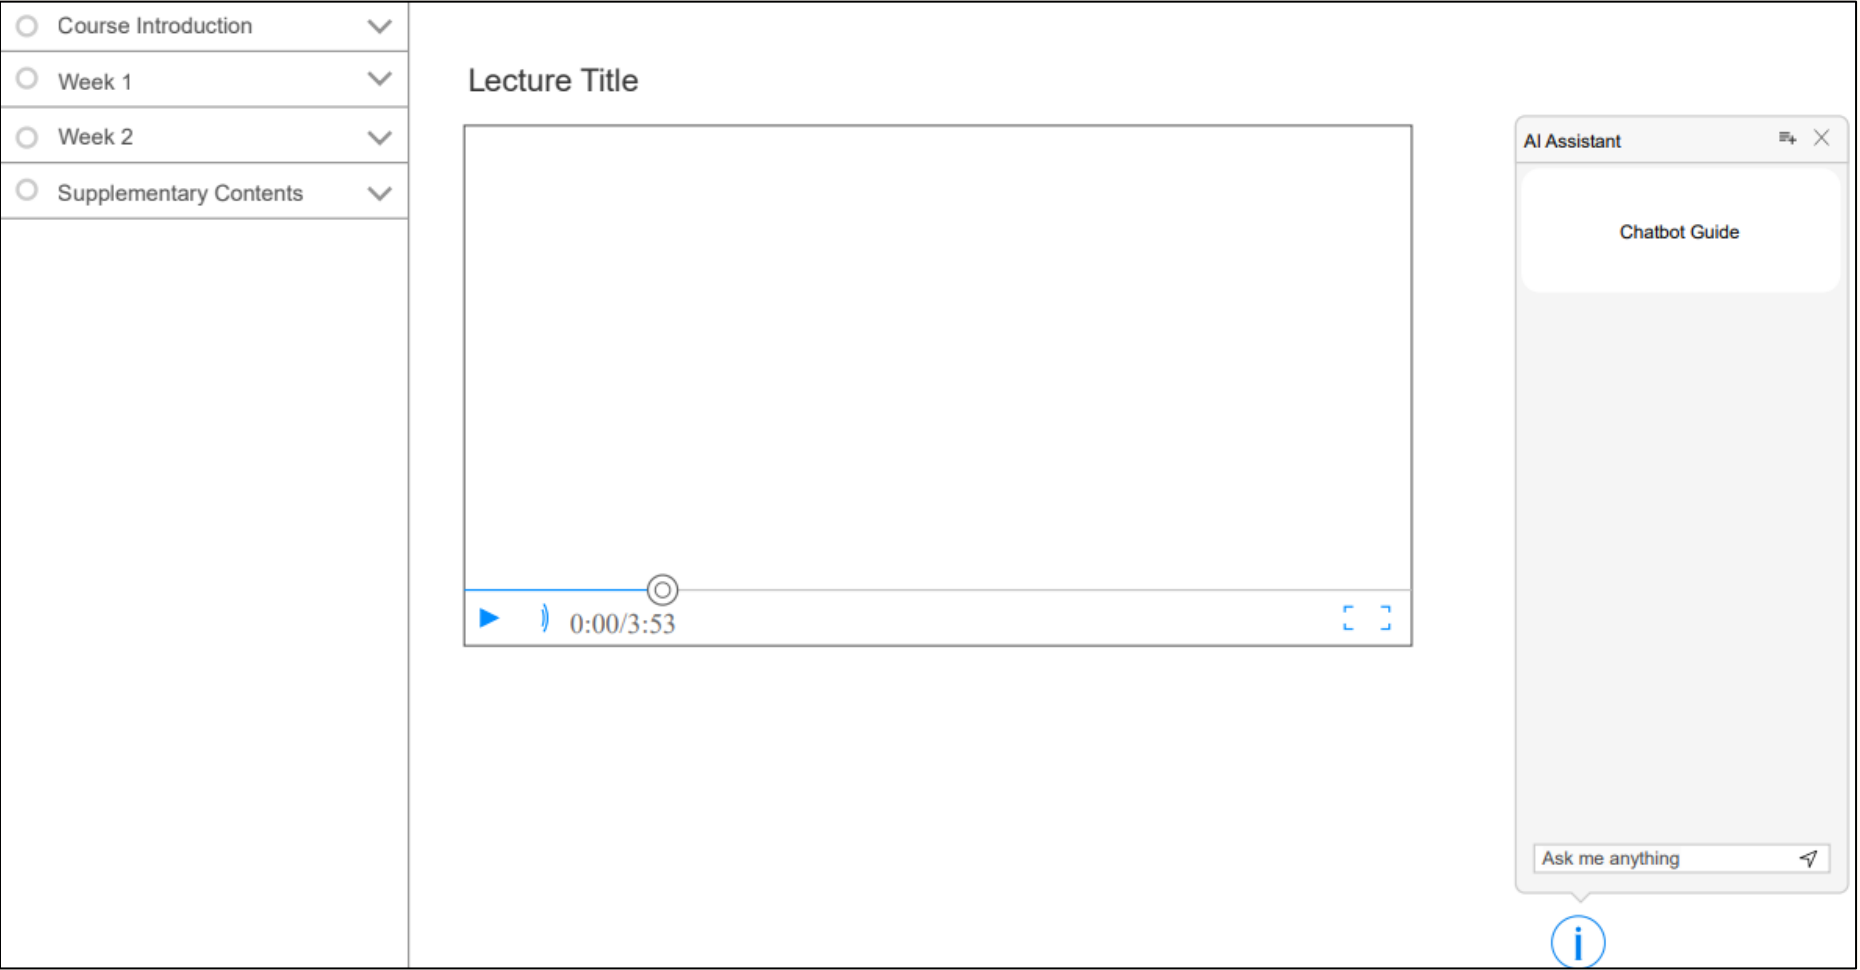 Course Introduction
Week 1
Week 2
Supplementary Contents
Lecture Title
0:00/3:53
AI Assistant
Chatbot Guide
Ask me anything
i